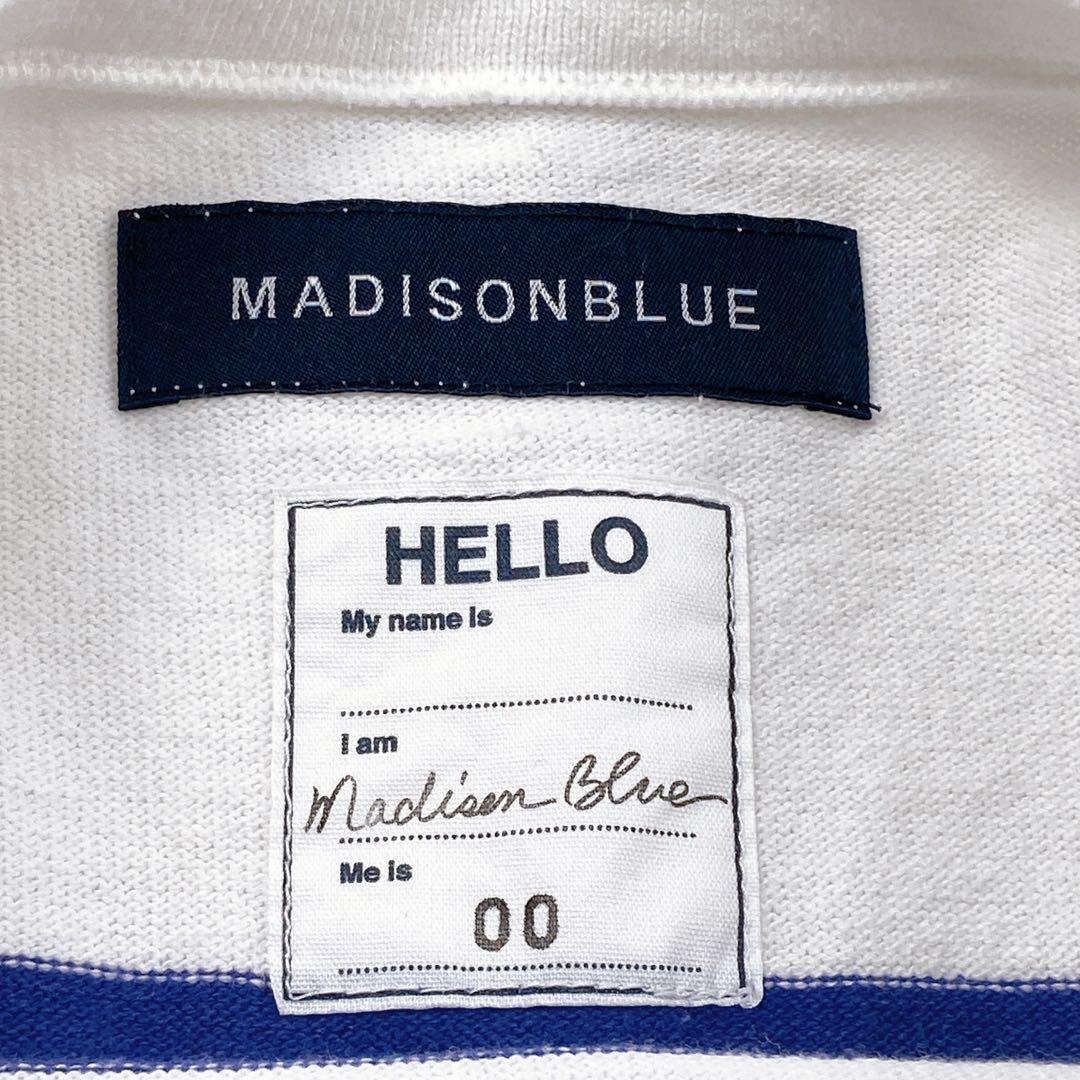 MADISONBLUE
HELLO
My name is
I am
Madison Blue
Me is
00